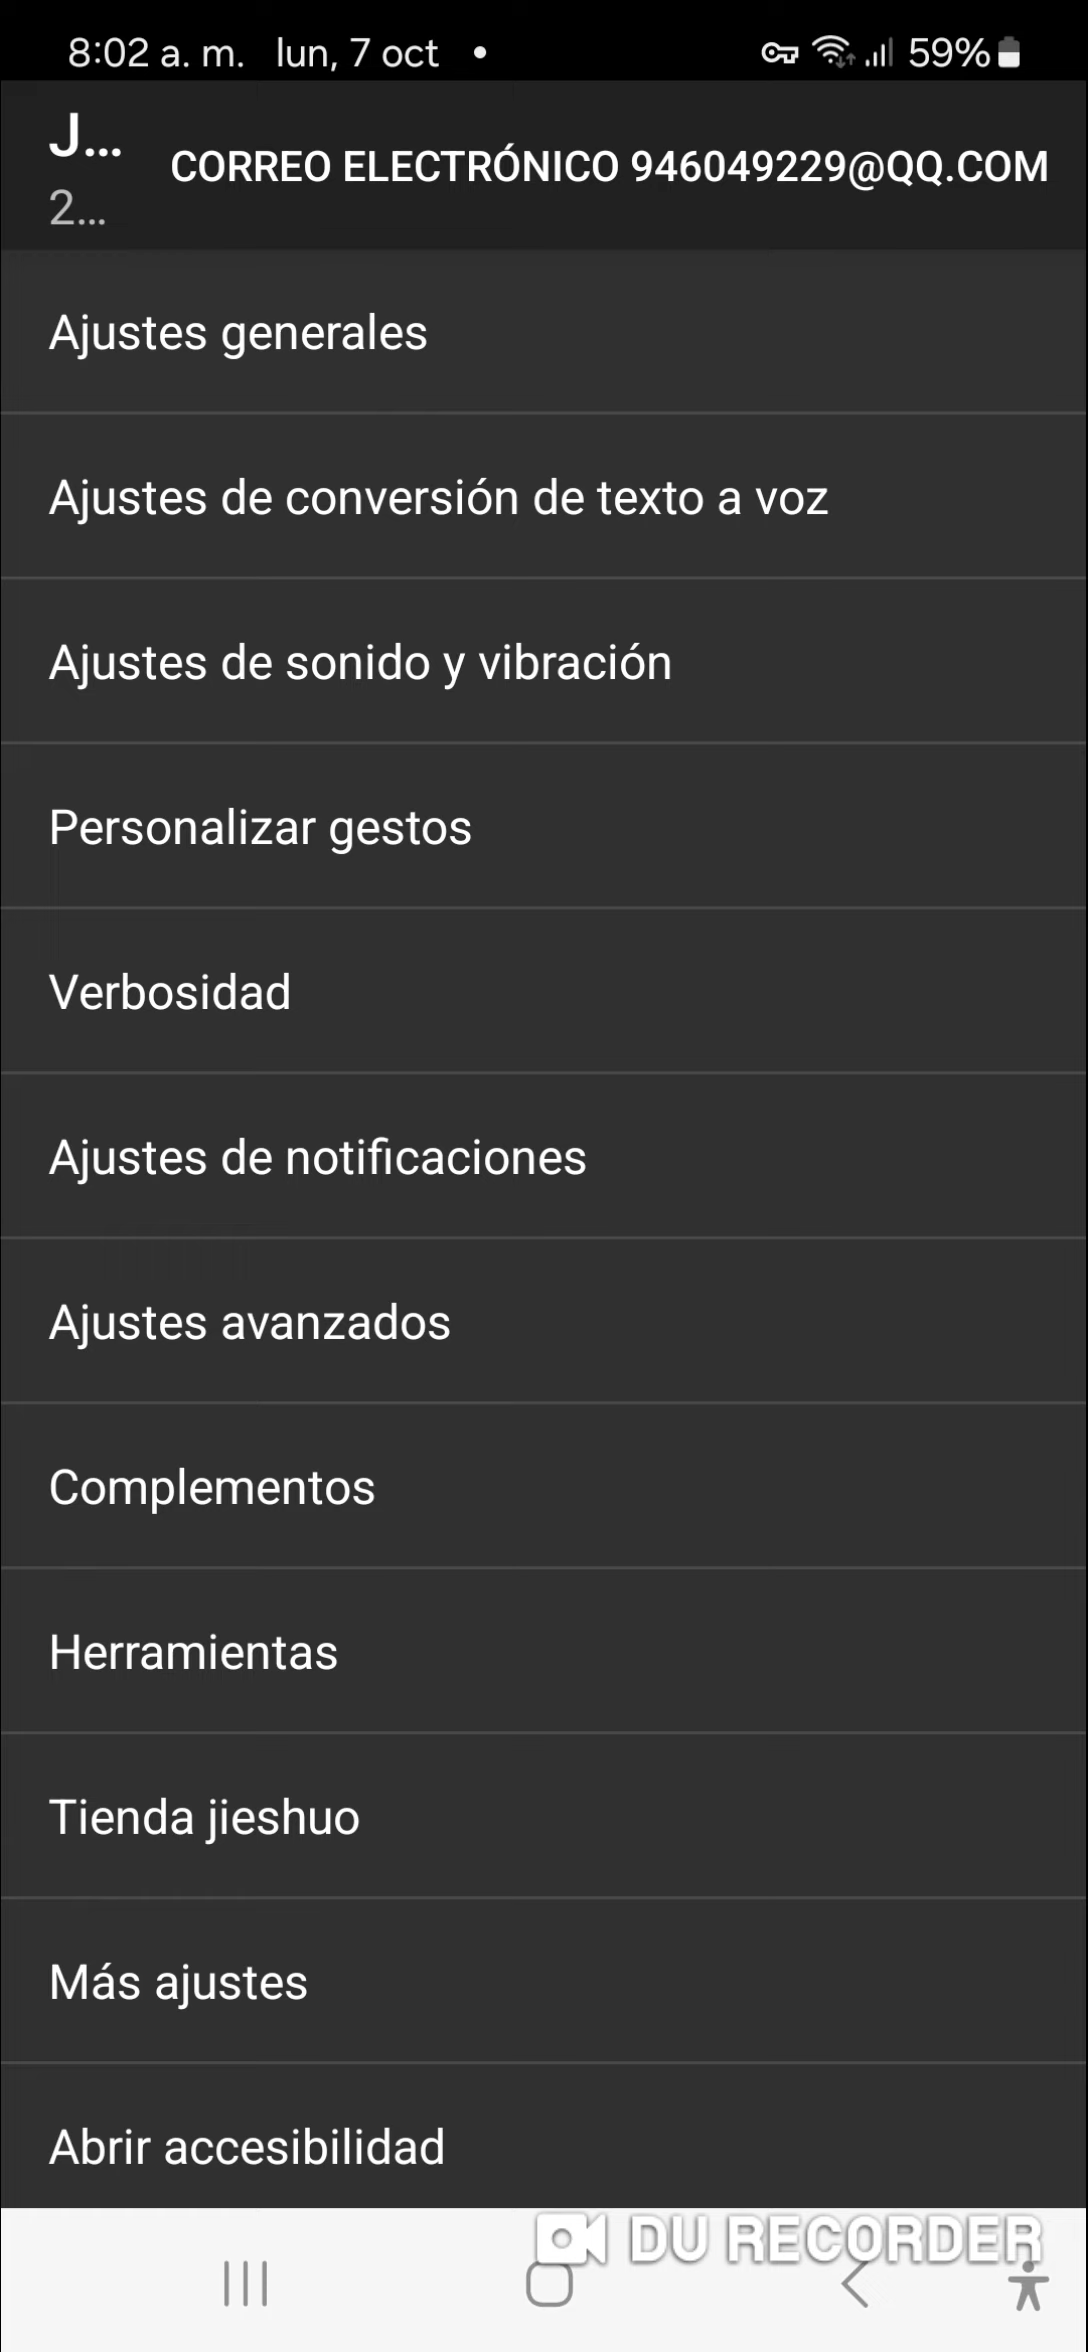 8:02 a. m. lun, 7 oct • 59%
J...
CORREO ELECTRÓNICO 946049229@QQ.COM
2...
Ajustes generales
Ajustes de conversión de texto a voz
Ajustes de sonido y vibración
Personalizar gestos
Verbosidad
Ajustes de notificaciones
Ajustes avanzados
Complementos
Herramientas
Tienda jieshuo
Más ajustes
Abrir accesibilidad
DU RECORDER